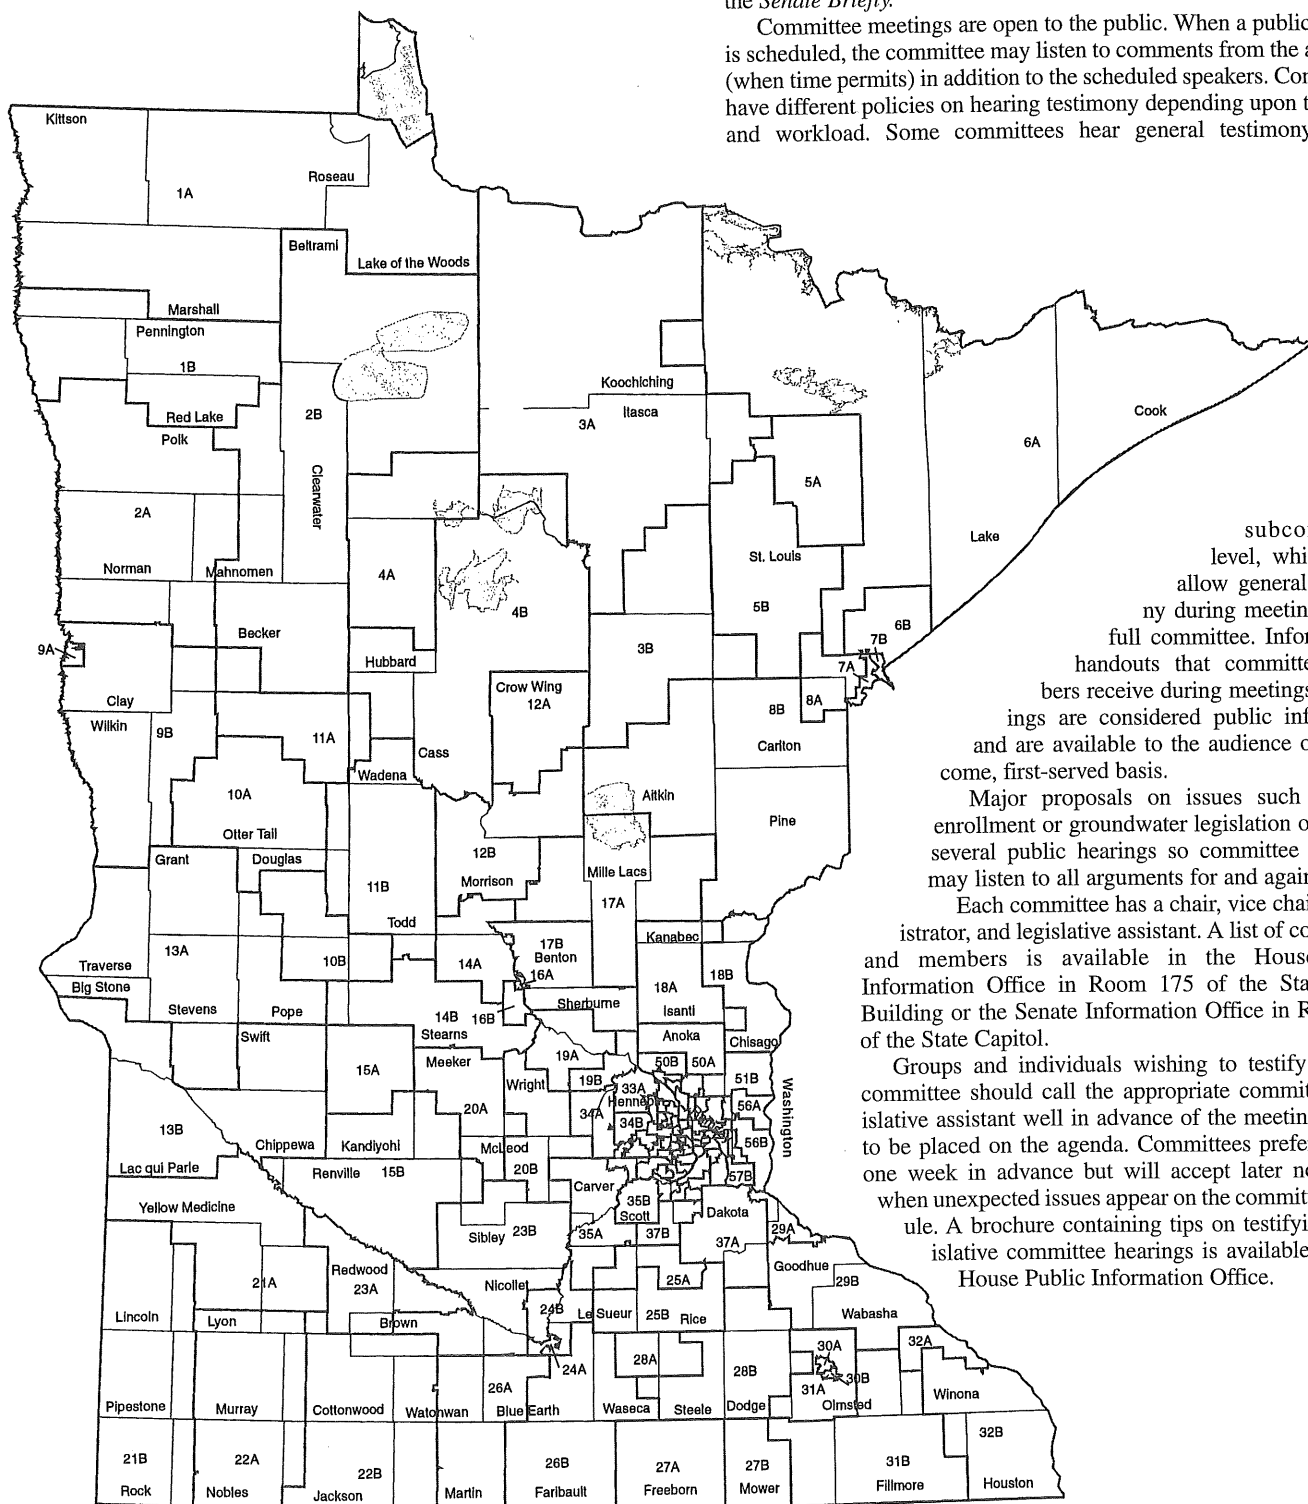 the Senate Briefly.
Committee meetings are open to the public. When a public
is scheduled, the committee may listen to comments from the
(when time permits) in addition to the scheduled speakers.
have different policies on hearing testimony depending upon
and workload. Some committees hear general testimony
Kittson
1A
Roseau
Beltrami
Lake of the Woods
Marshall
Pennington
1B
Red Lake
Polk
2B
Clearwater
Koochiching
Itasca
3A
Cook
6A
5A
2A
Lake
St. Louis
Norman
Mahnomen
4A
4B
5B
6B
Becker
7B
9A
3B
Hubbard
7A
Clay
Crow Wing
12A
8A
8B
Wilkin
9B
11A
Cass
Carlton
Wadena
10A
Aitkin
Pine
Otter Tail
Grant
Douglas
12B
Mille Lacs
11B
Morrison
17A
Todd
Kanabec
13A
10B
14A
17B
Benton
16A
18B
Traverse
Big Stone
18A
Sherburne
Isanti
Stevens
Pope
14B
16B
Stearns
Swift
Anoka
Chisago
19A
50B
50A
Meeker
15A
Wright
19B
33A
51B
Washington
34A
20A
56A
34B
13B
56B
Chippewa
Kandiyohi
McLeod
Lac qui Parle
Renville
15B
20B
57B
Carver
Yellow Medicine
35B
Scott
Dakota
Sibley
23B
35A
37B
29A
37A
Goodhue
Redwood
21A
23A
Nicollet
25A
29B
24B
Le Sueur
25B
Rice
Wabasha
Lincoln
Lyon
Brown
30A
32A
24A
28A
28B
30B
31A
26A
Winona
Pipestone
Murray
Cottonwood
Watonwan
Blue Earth
Waseca
Steele
Dodge
Olmsted
21B
22A
22B
26B
27A
27B
31B
32B
Rock
Nobles
Jackson
Martin
Faribault
Freeborn
Mower
Fillmore
Houston
level,
allow general
ny during
full committee.
handouts that
bers receive during meetings
ings are considered public
and are available to the audience
come, first-served basis.
Major proposals on issues such
enrollment or groundwater legislation
several public hearings so committee
may listen to all arguments for and
Each committee has a chair, vice
istrator, and legislative assistant. A list of
and members is available in the House
Information Office in Room 175 of the
Building or the Senate Information Office in
of the State Capitol.
Groups and individuals wishing to testify
committee should call the appropriate
islative assistant well in advance of the meeting
to be placed on the agenda. Committees
one week in advance but will accept later
when unexpected issues appear on the
ule. A brochure containing tips on
islative committee hearings is available
House Public Information Office.